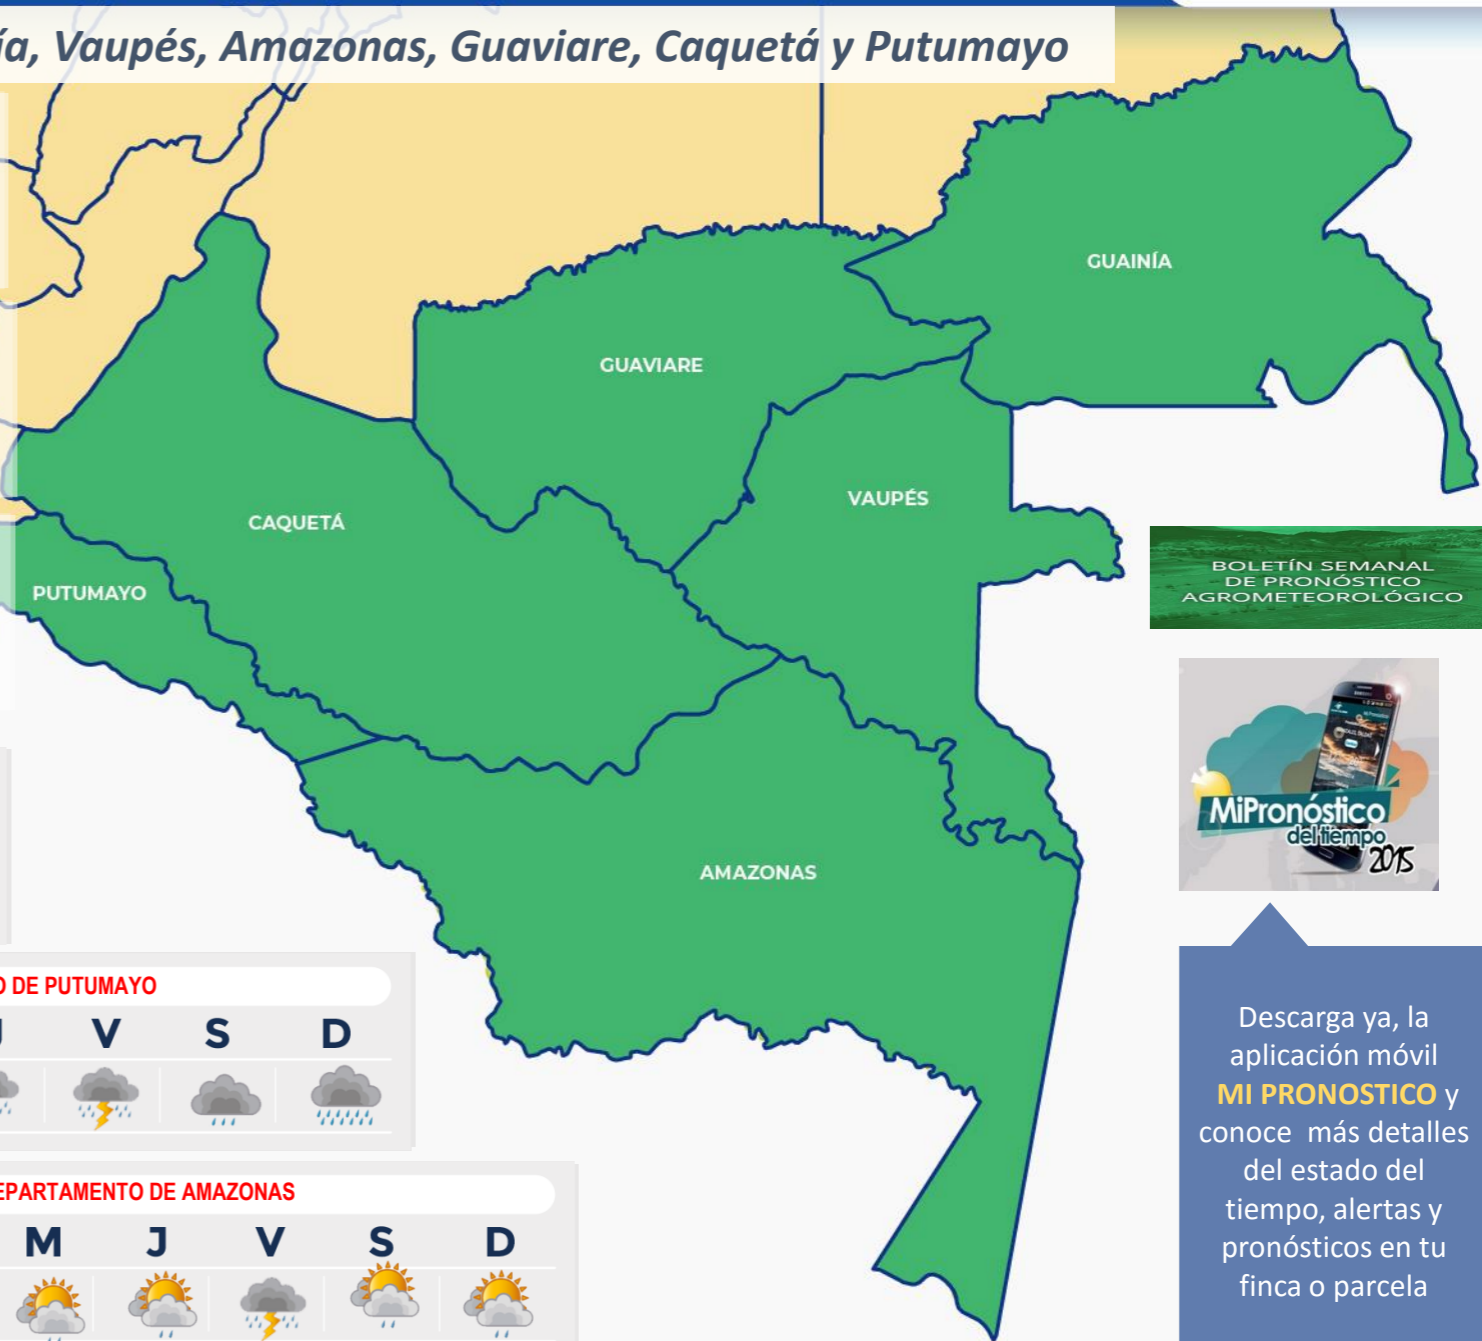 ía, Vaupés, Amazonas, Guaviare, Caquetá y Putumayo
GUAINÍA
GUAVIARE
VAUPÉS
CAQUETÁ
PUTUMAYO
AMAZONAS
BOLETÍN SEMANAL
DE PRONÓSTICO
AGROMETEOROLÓGICO
MiPronóstico
del tiempo
2015
Descarga ya, la
aplicación móvil
MI PRONOSTICO y
conoce más detalles
del estado del
tiempo, alertas y
pronósticos en tu
finca o parcela
O DE PUTUMAYO
J V S D
EPARTAMENTO DE AMAZONAS
M J V S D